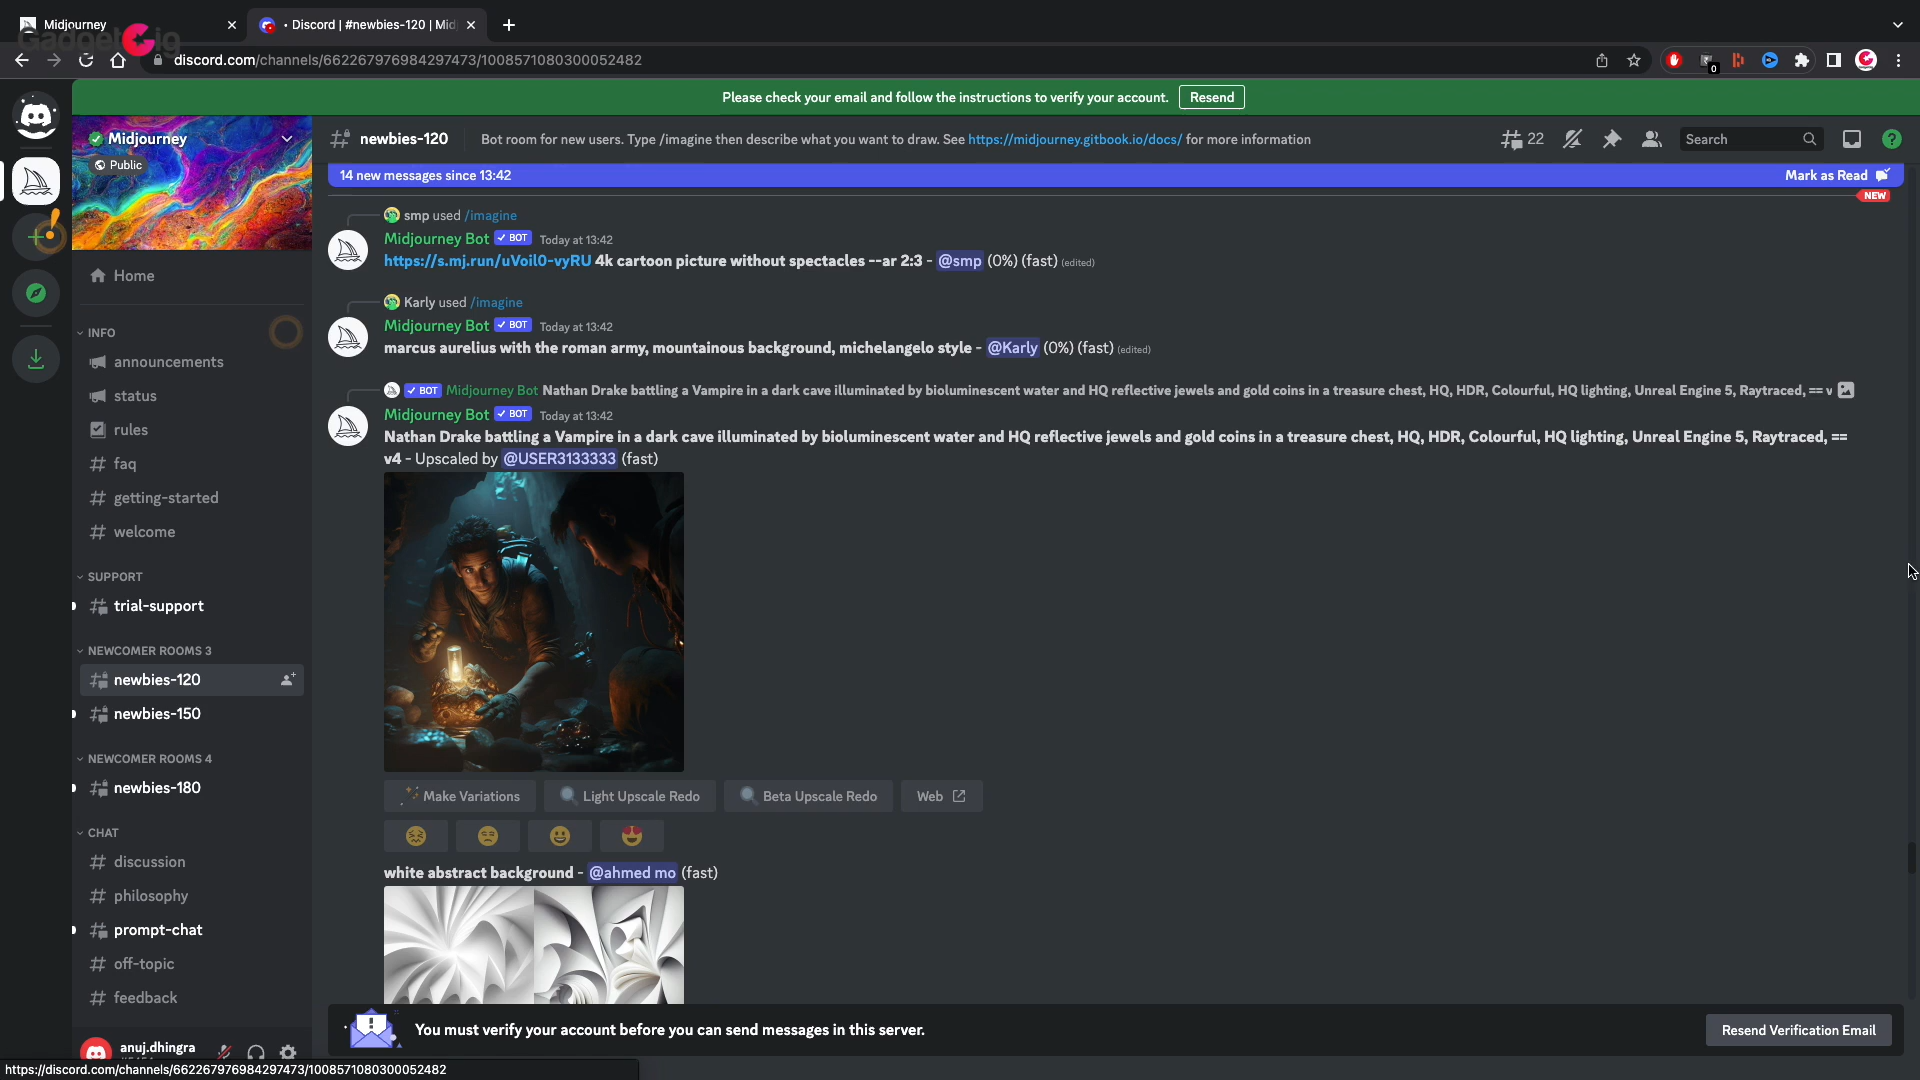 Midjourney
• Discord | #newbies-120 | Mid
GadgetGig
discord.com/channels/662267976984297473/1008571080300052482
0
Please check your email and follow the instructions to verify your account.
Resend
Midjourney
Public
newbies-120
Bot room for new users. Type /imagine then describe what you want to draw. See https://midjourney.gitbook.io/docs/ for more information
22
Search
14 new messages since 13:42
Mark as Read
NEW
Home
INFO
announcements
status
rules
faq
getting-started
welcome
SUPPORT
trial-support
NEWCOMER ROOMS 3
newbies-120
newbies-150
NEWCOMER ROOMS 4
newbies-180
CHAT
discussion
philosophy
prompt-chat
off-topic
feedback
anuj.dhingra
smp used /imagine
Midjourney Bot BOT Today at 13:42
https://s.mj.run/uVoil0-vyRU 4k cartoon picture without spectacles --ar 2:3 - @smp (0%) (fast) (edited)
Karly used /imagine
Midjourney Bot BOT Today at 13:42
marcus aurelius with the roman army, mountainous background, michelangelo style - @Karly (0%) (fast) (edited)
BOT Midjourney Bot Nathan Drake battling a Vampire in a dark cave illuminated by bioluminescent water and HQ reflective jewels and gold coins in a treasure chest, HQ, HDR, Colourful, HQ lighting, Unreal Engine 5, Raytraced, == v
Midjourney Bot BOT Today at 13:42
Nathan Drake battling a Vampire in a dark cave illuminated by bioluminescent water and HQ reflective jewels and gold coins in a treasure chest, HQ, HDR, Colourful, HQ lighting, Unreal Engine 5, Raytraced, ==
v4 - Upscaled by @USER3133333 (fast)
Make Variations
Light Upscale Redo
Beta Upscale Redo
Web
white abstract background - @ahmed mo (fast)
You must verify your account before you can send messages in this server.
Resend Verification Email
https://discord.com/channels/662267976984297473/1008571080300052482